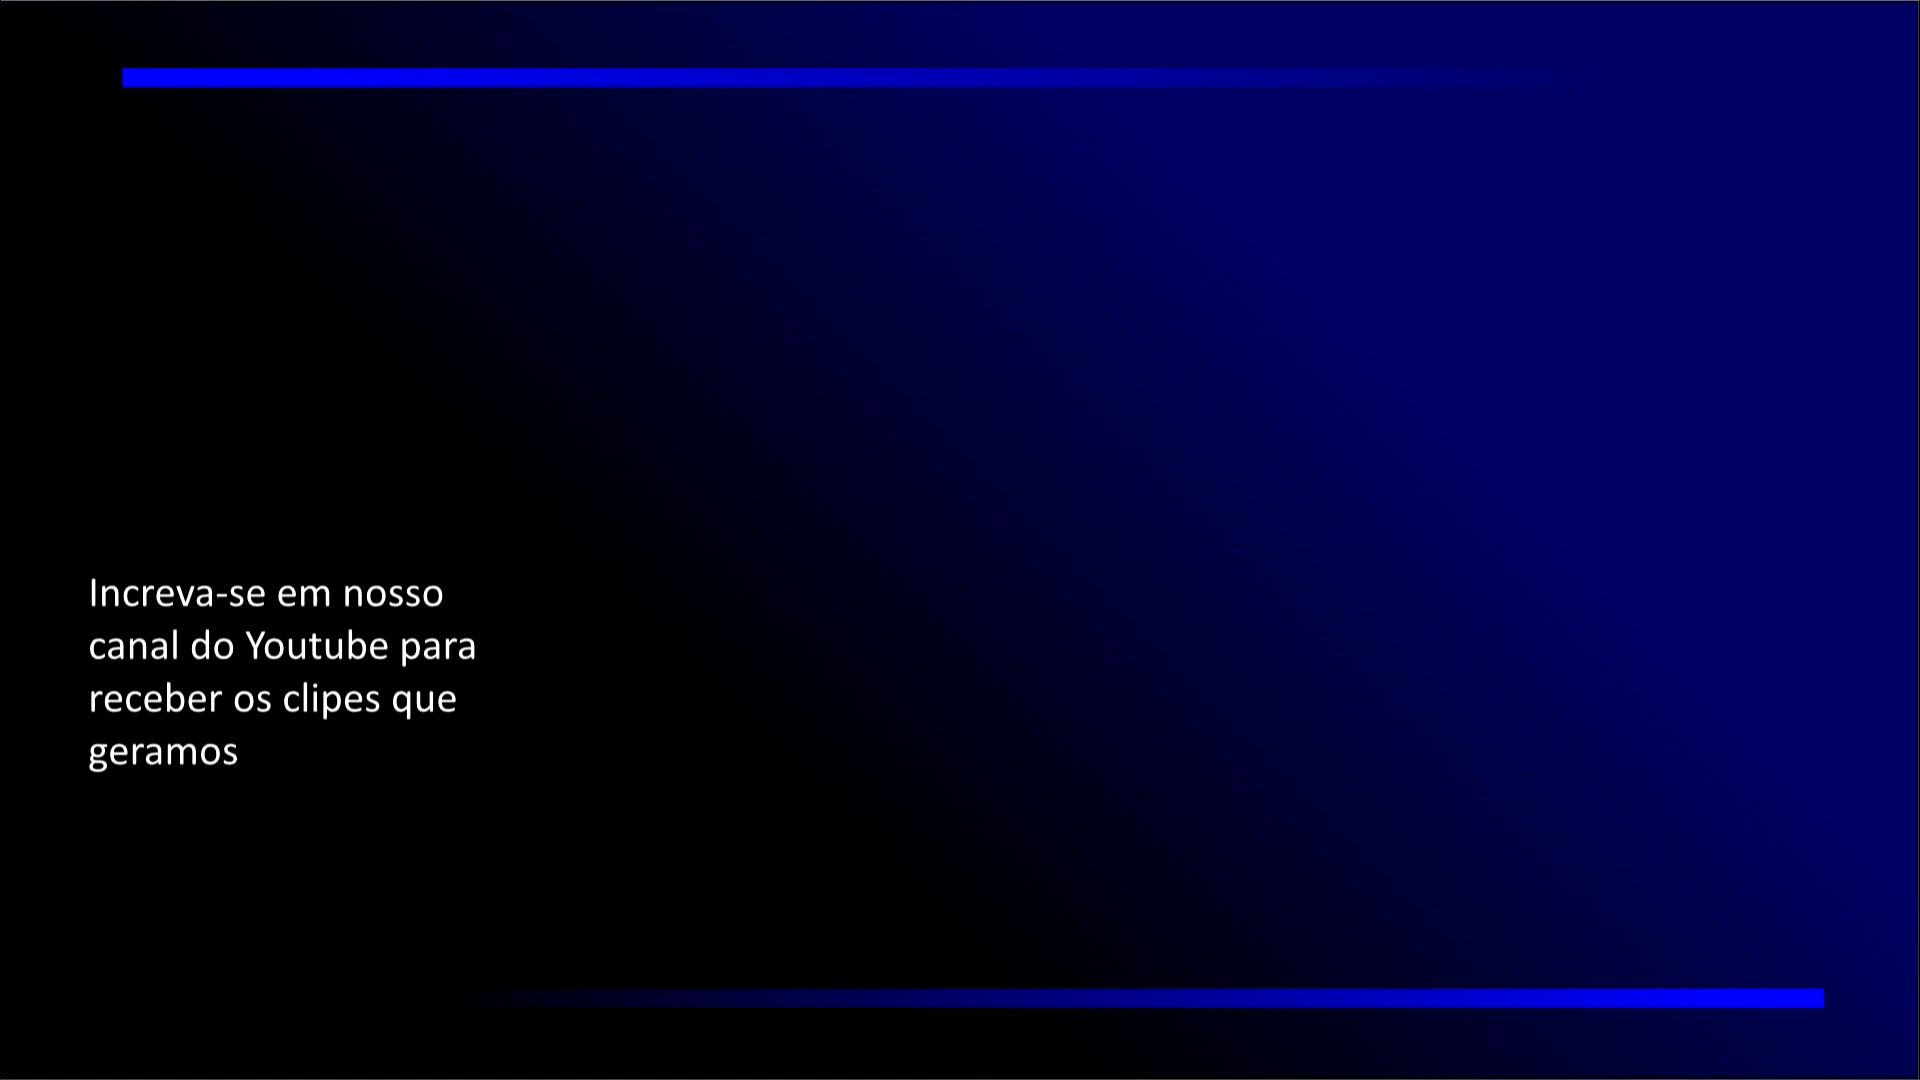 Increva-se em nosso
canal do Youtube para
receber os clipes que
geramos